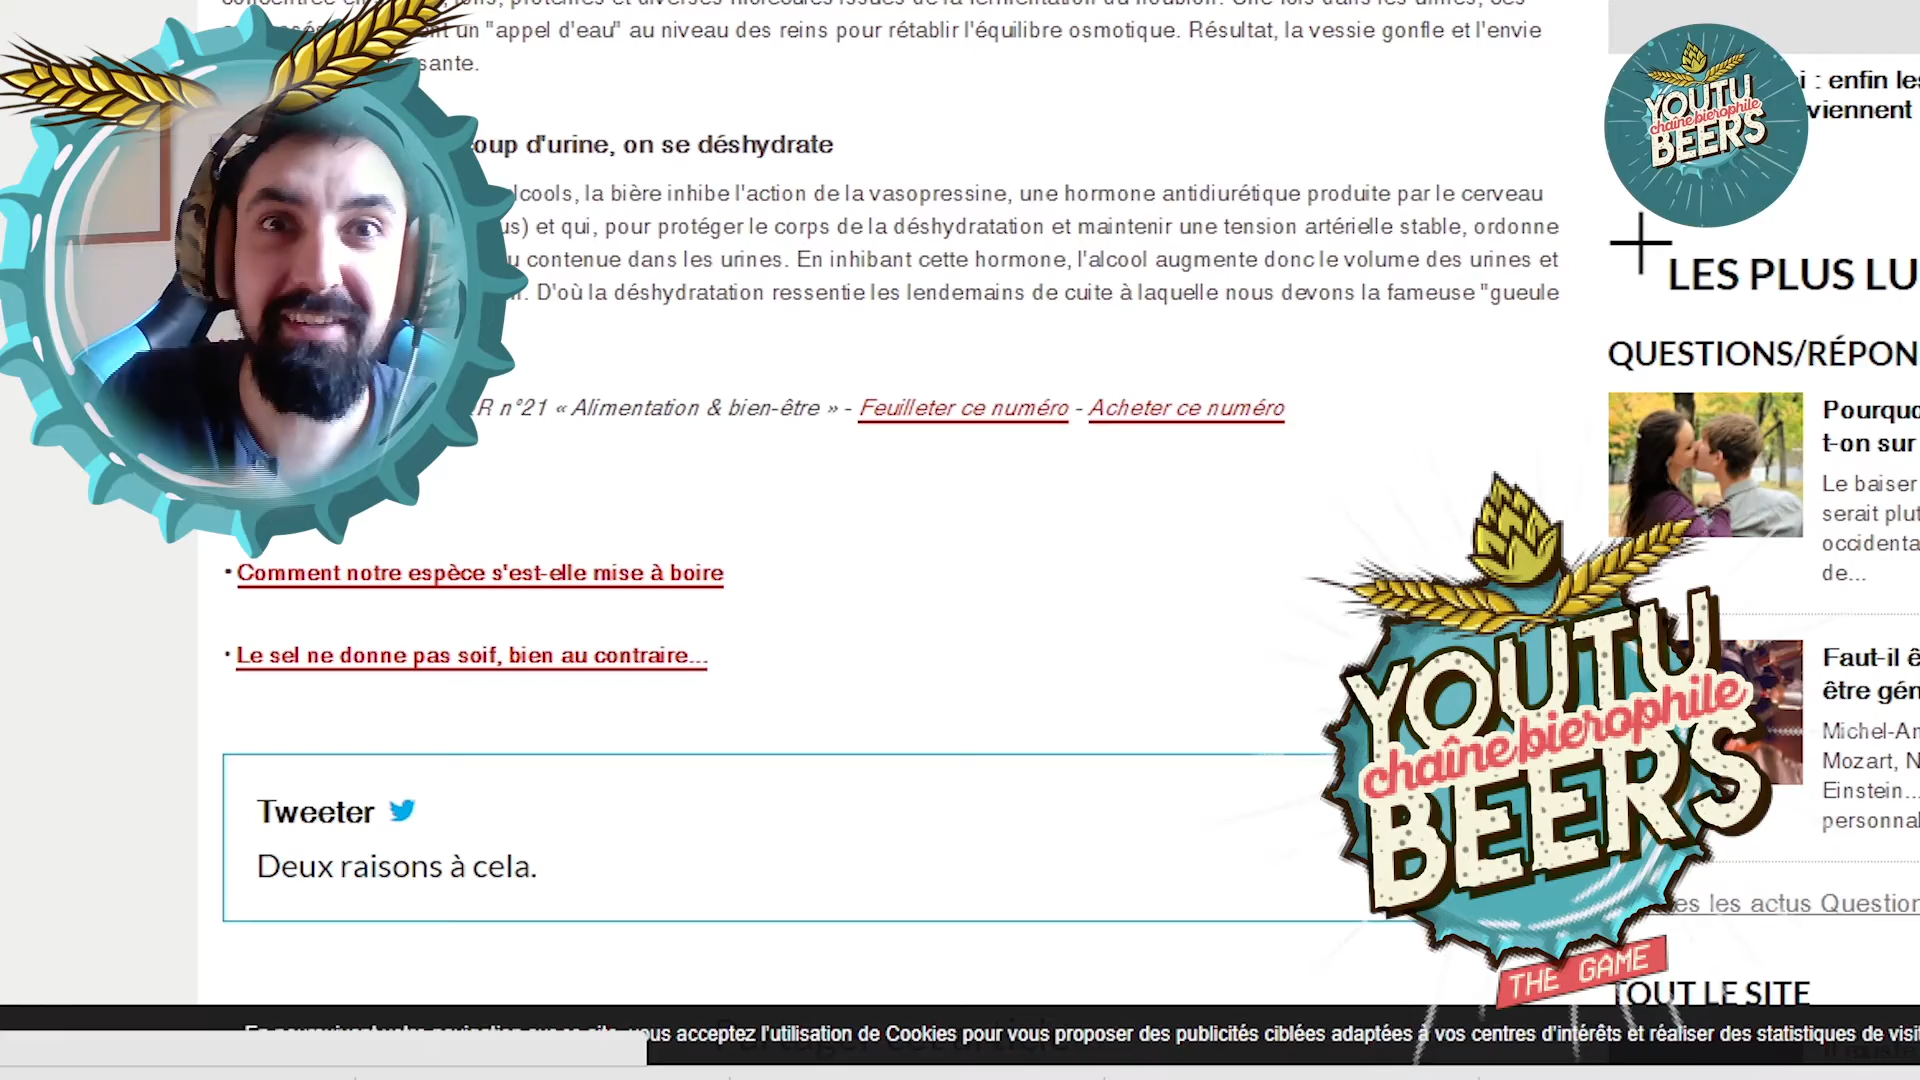 un "appel d'eau" au niveau des reins pour rétablir l'équilibre osmotique. Résultat, la vessie gonfle et l'envie
sante.
oup d'urine, on se déshydrate
lcools, la bière inhibe l'action de la vasopressine, une hormone antidiurétique produite par le cerveau
us) et qui, pour protéger le corps de la déshydratation et maintenir une tension artérielle stable, ordonne
u contenue dans les urines. En inhibant cette hormone, l'alcool augmente donc le volume des urines et
. D'où la déshydratation ressentie les lendemains de cuite à laquelle nous devons la fameuse "gueule
R n°21 « Alimentation & bien-être » - Feuilleter ce numéro - Acheter ce numéro
• Comment notre espèce s'est-elle mise à boire
• Le sel ne donne pas soif, bien au contraire...
Tweeter
Deux raisons à cela.
YOUTU
chaîne bierophile
BEERS
i : enfin les
viennent
LES PLUS LU
QUESTIONS/RÉPON
Pourquo
t-on sur
Le baiser
serait plut
occidenta
de...
Faut-il ê
être gén
Michel-An
Mozart, N
Einstein...
personnal
es les actus Question
TOUT LE SITE
YOUTU
chaîne bierophile
BEERS
THE GAME
vous acceptez l'utilisation de Cookies pour vous proposer des publicités ciblées adaptées à vos centres d'intérêts et réaliser des statistiques de visit